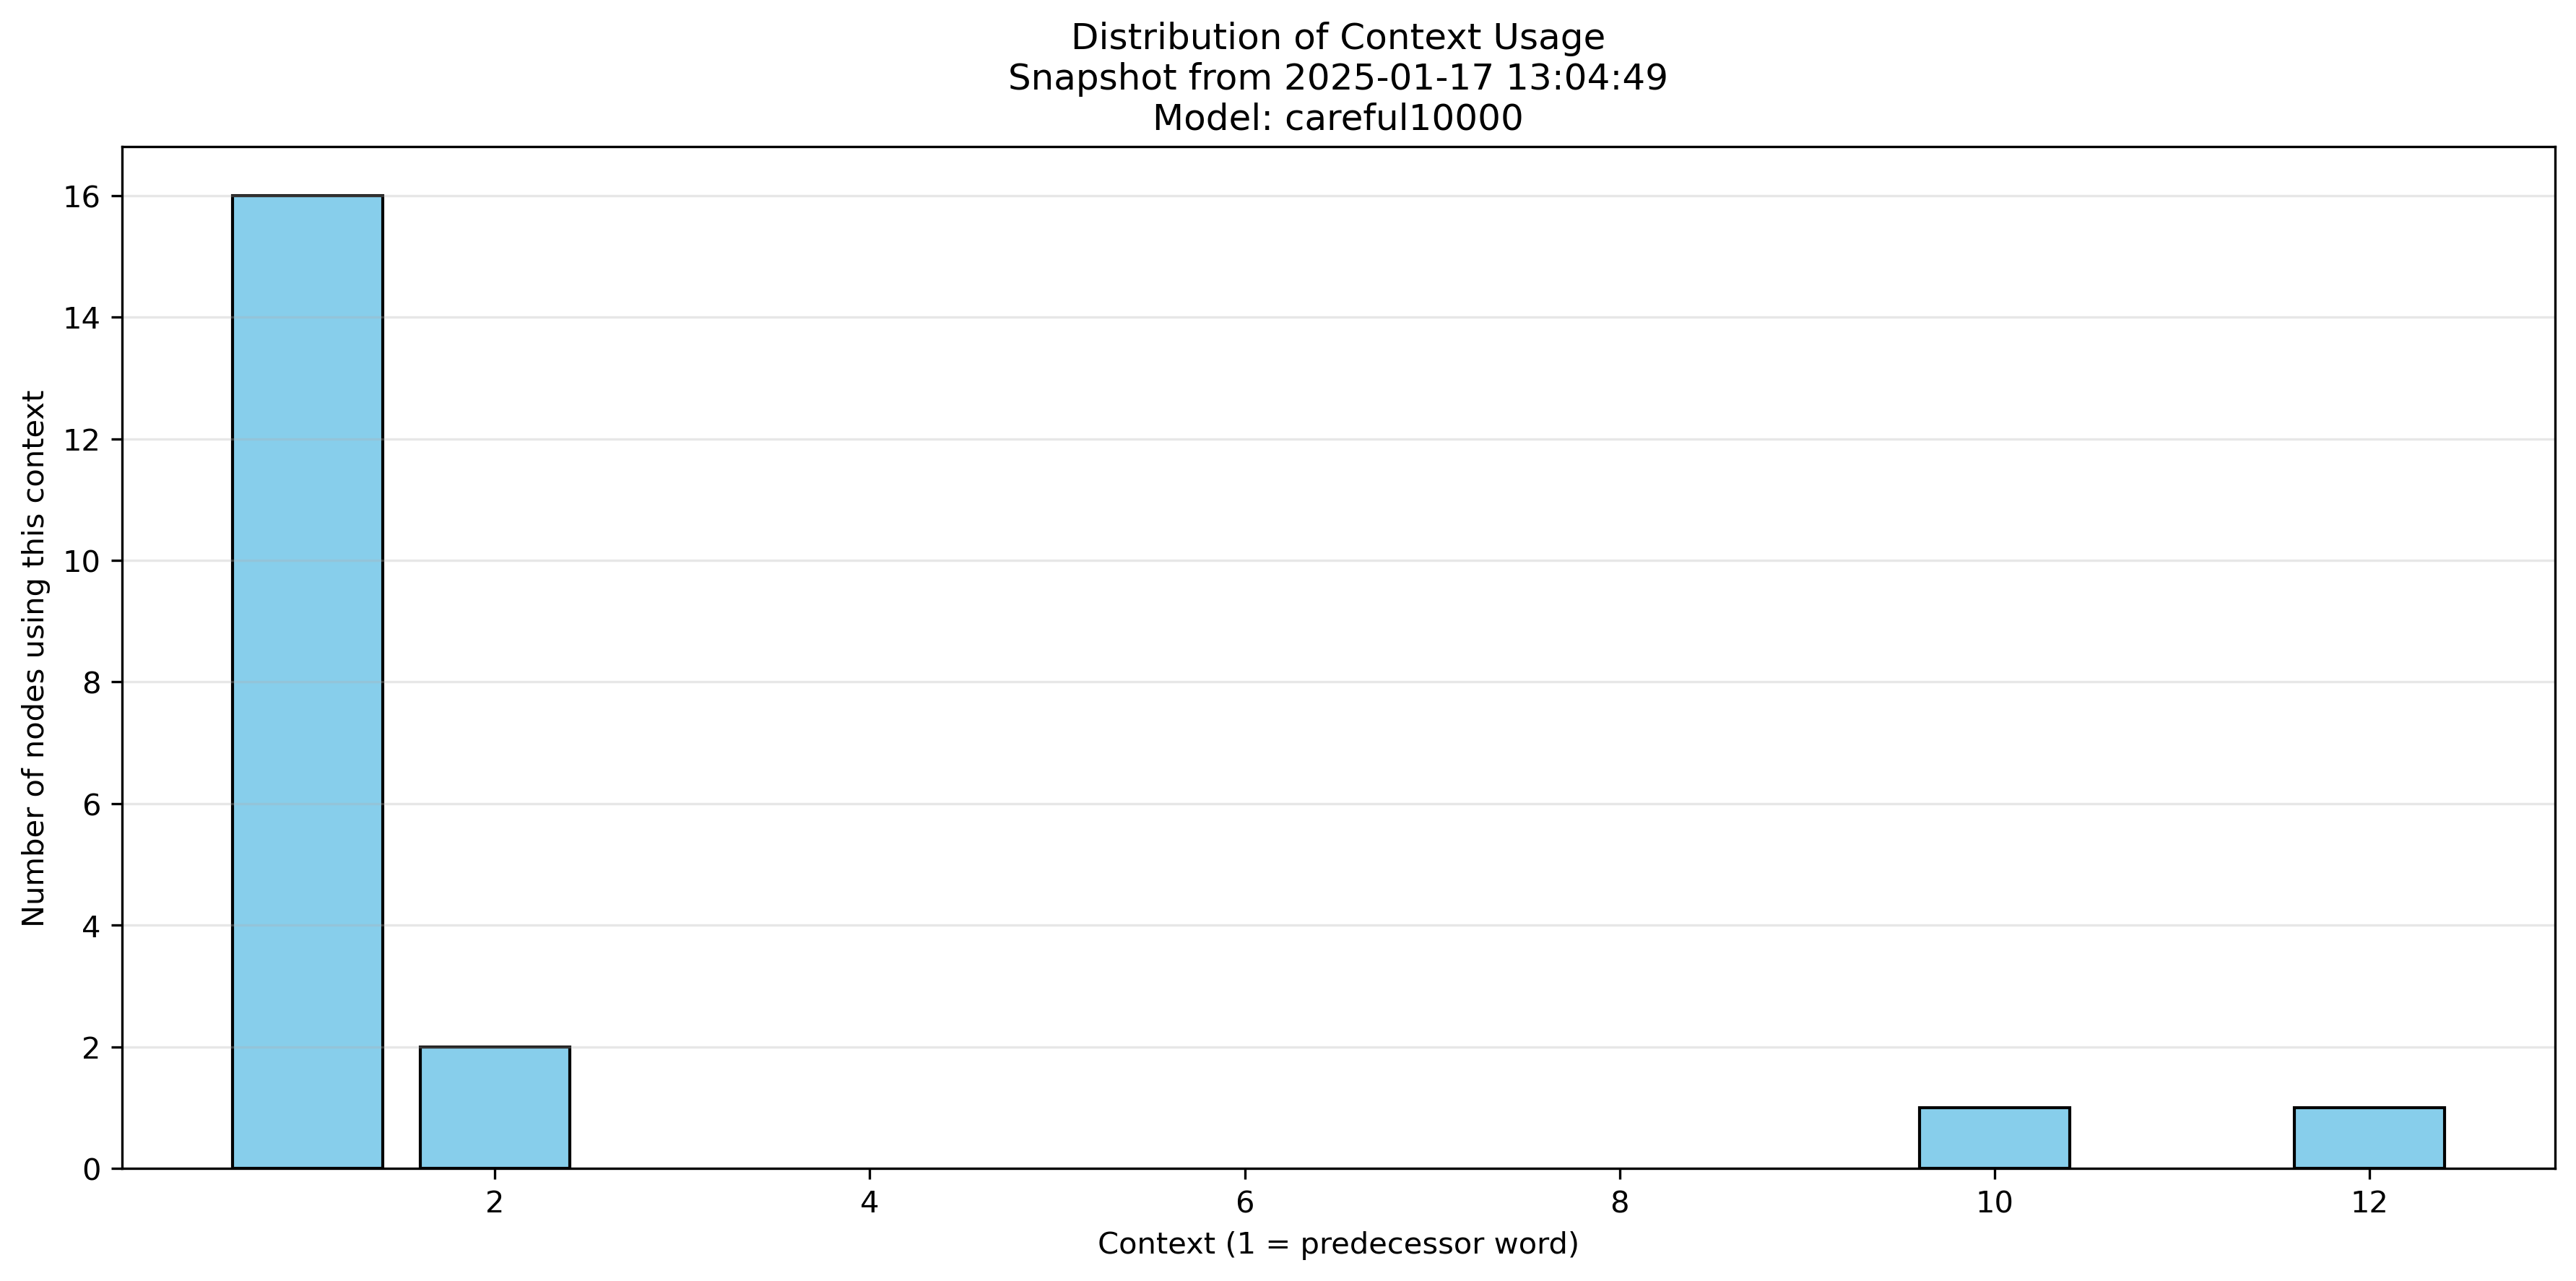 Distribution of Context Usage
Snapshot from 2025-01-17 13:04:49
Model: careful10000
Number of nodes using this context
16
14
12
10
8
6
4
2
0
2 4 6 8 10 12
Context (1 = predecessor word)